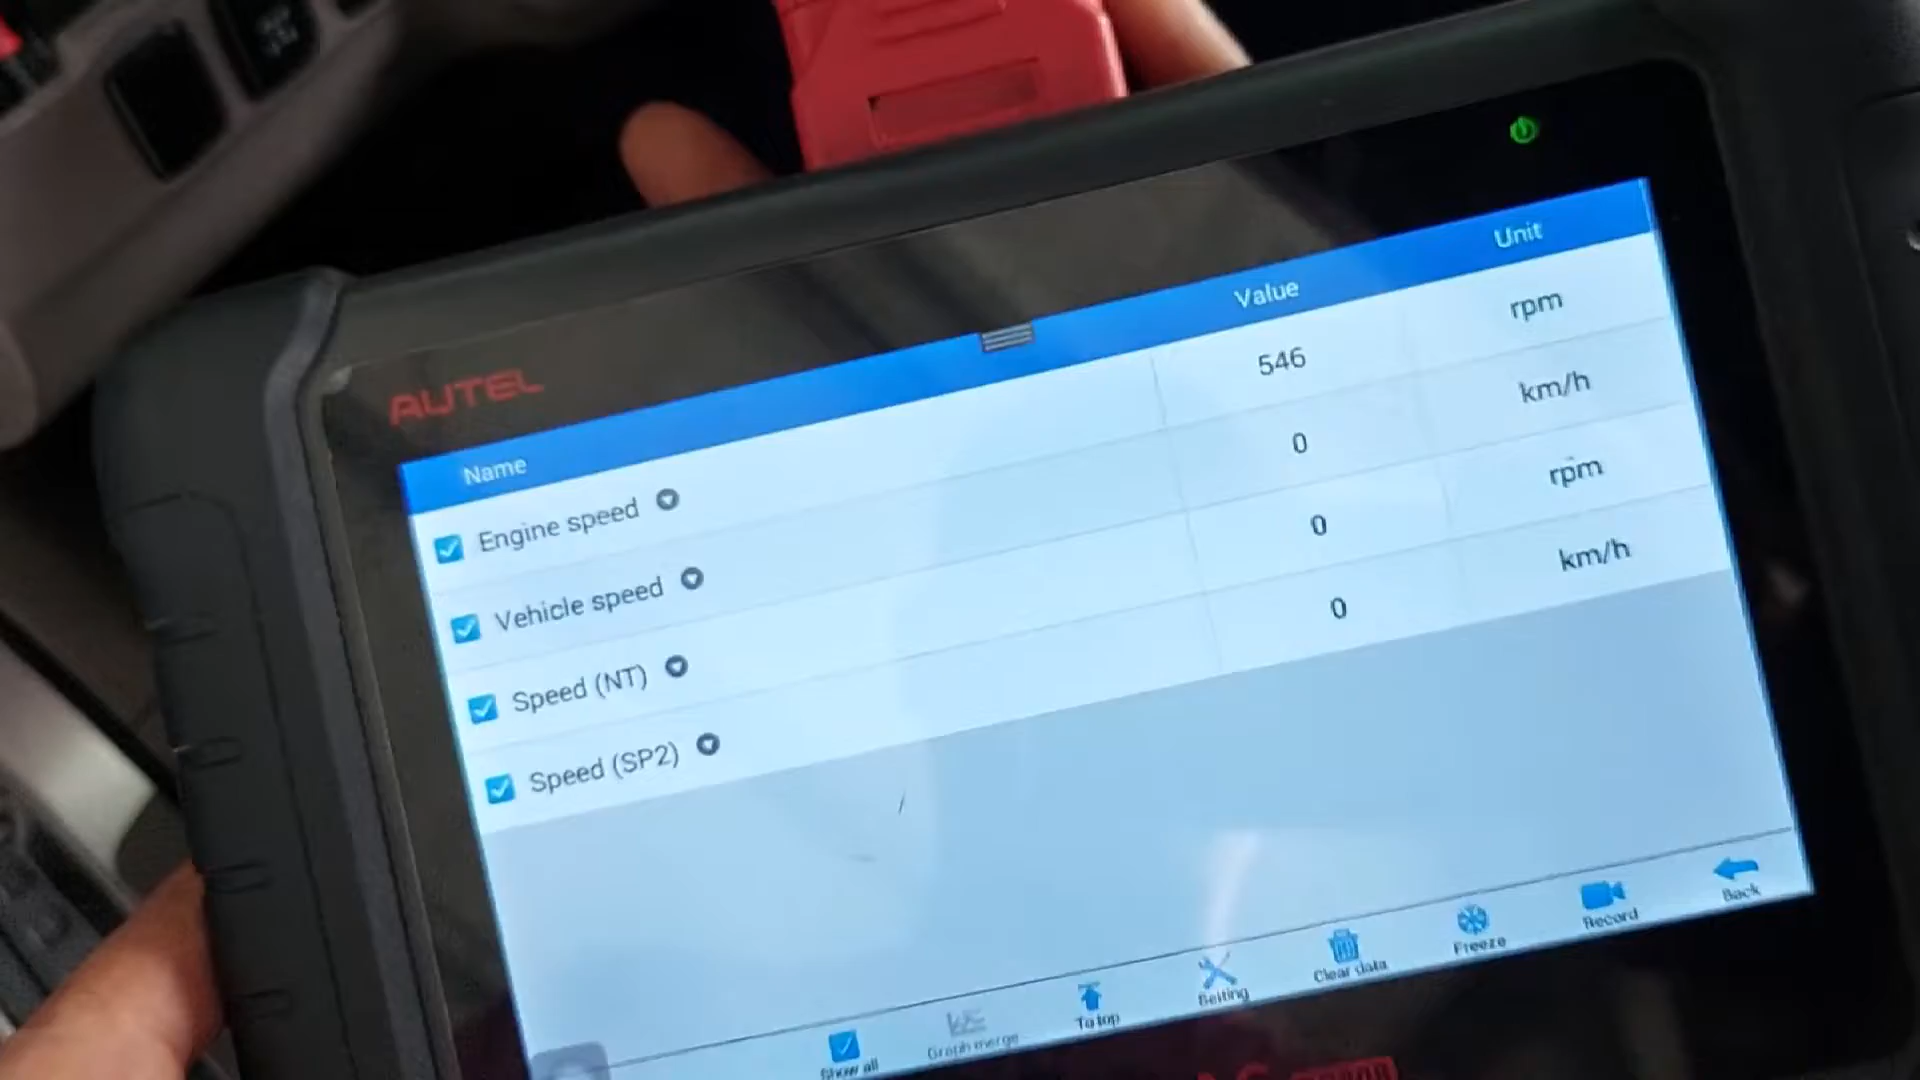 AUTEL
Name Value Unit
Engine speed 546 rpm
Vehicle speed 0 km/h
Speed (NT) 0 rpm
Speed (SP2) 0 km/h
Show all Graph merge To top Setting Clear data Freeze Record Back